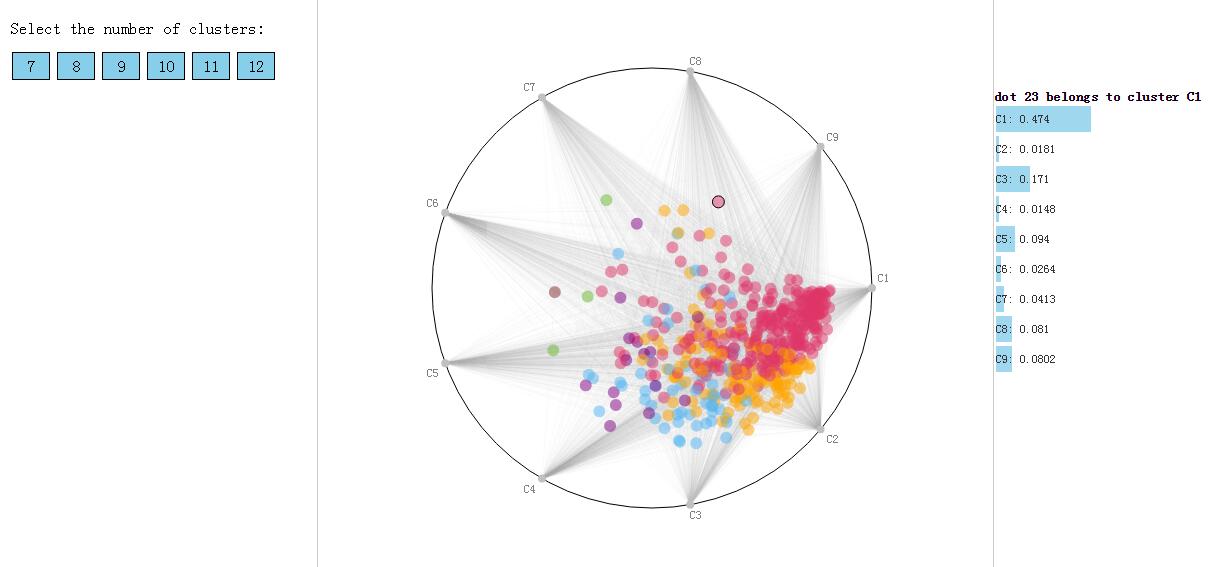 Select the number of clusters:
7 8 9 10 11 12
C8
C7
C9
C6
C1
C5
C2
C4
C3
dot 23 belongs to cluster C1
C1: 0.474
C2: 0.0181
C3: 0.171
C4: 0.0148
C5: 0.094
C6: 0.0264
C7: 0.0413
C8: 0.081
C9: 0.0802